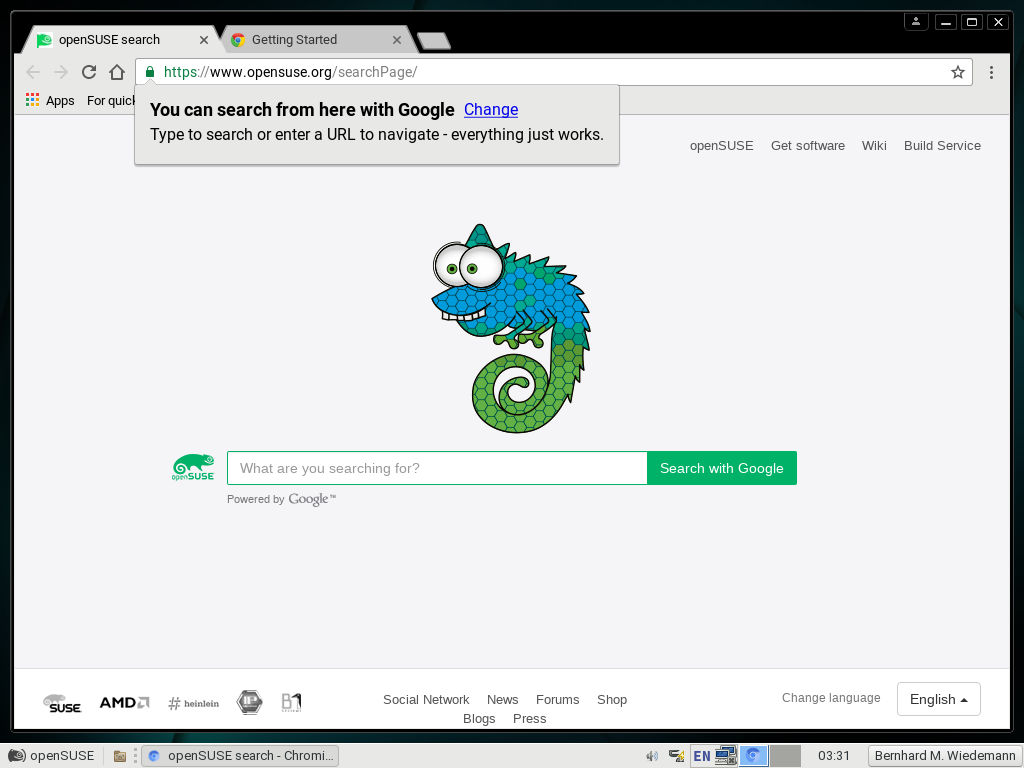 openSUSE search
Getting Started
https://www.opensuse.org/searchPage/
Apps For quick
You can search from here with Google Change
Type to search or enter a URL to navigate - everything just works.
openSUSE Get software Wiki Build Service
openSUSE
What are you searching for?
Search with Google
Powered by Google™
SUSE
AMD
# heinlein
B1
Social Network News Forums Shop
Blogs Press
Change language
English
openSUSE
openSUSE search - Chromi...
EN
03:31
Bernhard M. Wiedemann